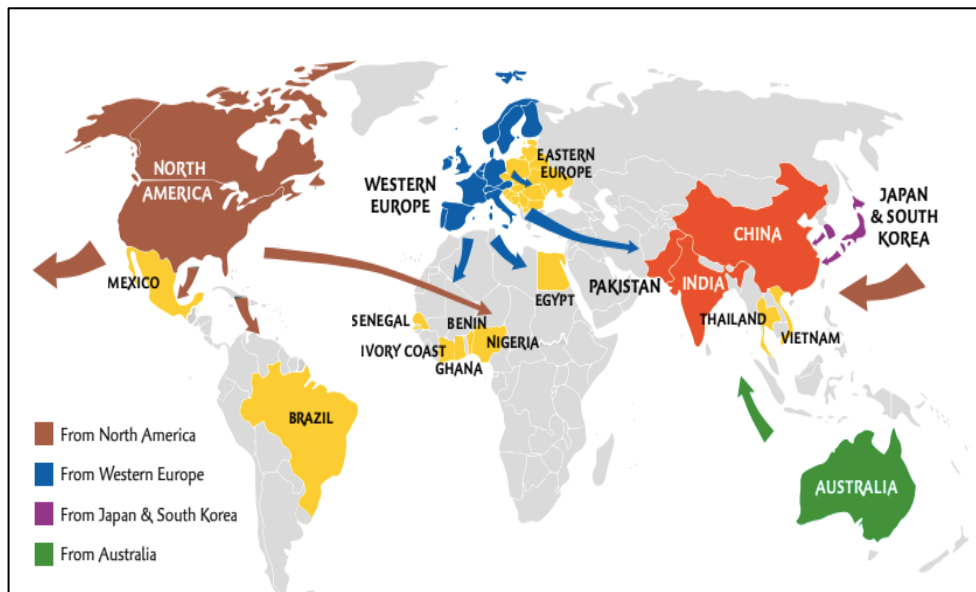 NORTH
AMERICA
MEXICO
BRAZIL
WESTERN
EUROPE
EASTERN
EUROPE
SENEGAL
BENIN
IVORY COAST
GHANA
NIGERIA
EGYPT
PAKISTAN
INDIA
CHINA
JAPAN
& SOUTH
KOREA
THAILAND
VIETNAM
AUSTRALIA
From North America
From Western Europe
From Japan & South Korea
From Australia